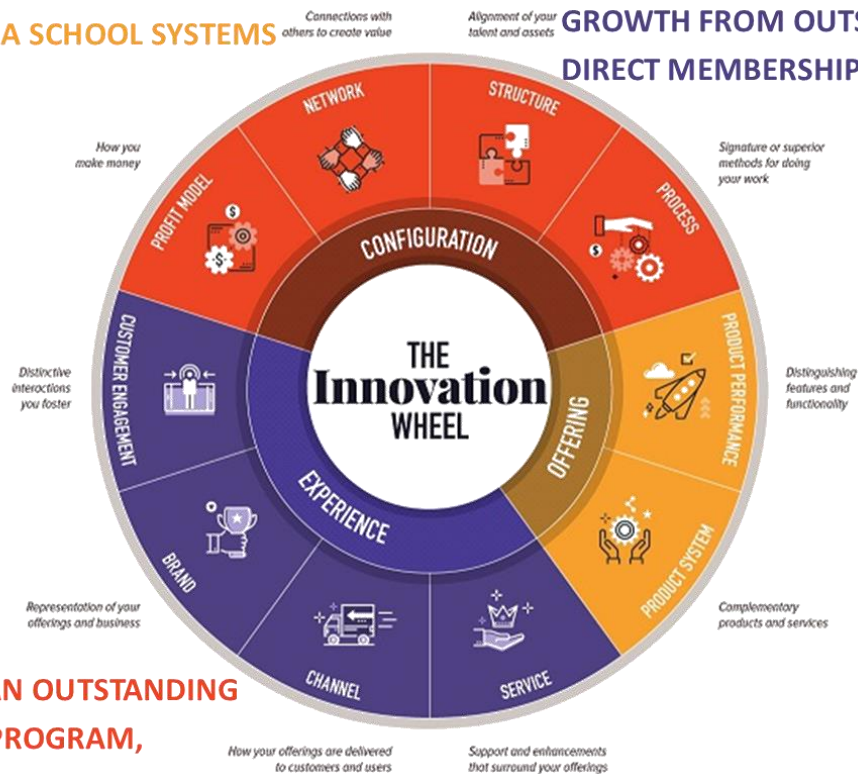 A SCHOOL SYSTEMS
Connections with
others to create value
Alignment of your
talent and assets
GROWTH FROM
DIRECT MEMBERSHIP
NETWORK
STRUCTURE
How you
make money
Signature or superior
methods for doing
your work
PROFIT MODEL
PROCESS
CONFIGURATION
CUSTOMER ENGAGEMENT
PRODUCT PERFORMANCE
Distinctive
interactions
you foster
THE
Innovation
WHEEL
Distinguishing
features and
functionality
OFFERING
EXPERIENCE
BRAND
PRODUCT SYSTEM
Representation of your
offerings and business
Complementary
products and services
CHANNEL
SERVICE
OUTSTANDING
PROGRAM,
How your offerings are delivered
to customers and users
Support and enhancements
that surround your offerings